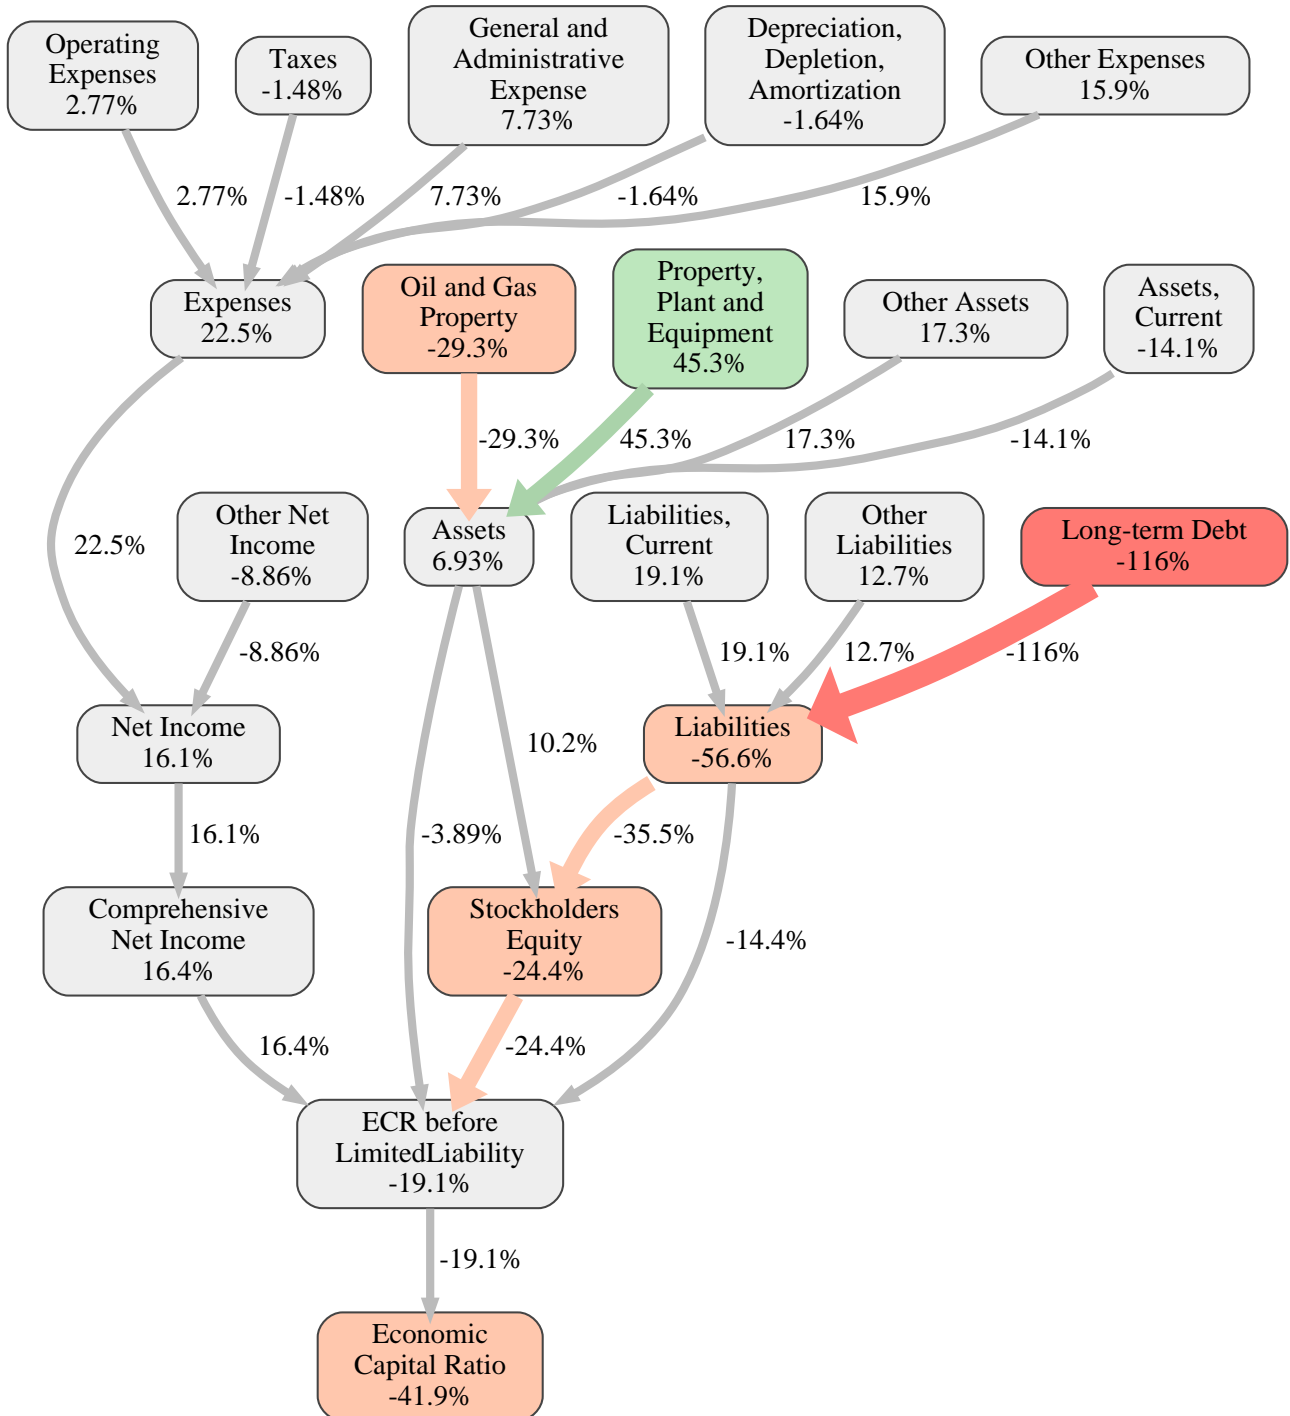 Operating
Expenses
2.77%
Taxes
-1.48%
General and
Administrative
Expense
7.73%
Depreciation,
Depletion,
Amortization
-1.64%
Other Expenses
15.9%
2.77%
-1.48%
7.73%
-1.64%
15.9%
Expenses
22.5%
Oil and Gas
Property
-29.3%
Property,
Plant and
Equipment
45.3%
Other Assets
17.3%
Assets,
Current
-14.1%
-29.3%
45.3%
17.3%
-14.1%
22.5%
Other Net
Income
-8.86%
Assets
6.93%
Liabilities,
Current
19.1%
Other
Liabilities
12.7%
Long-term Debt
-116%
-8.86%
19.1%
12.7%
-116%
Net Income
16.1%
10.2%
Liabilities
-56.6%
16.1%
-3.89%
-35.5%
Comprehensive
Net Income
16.4%
Stockholders
Equity
-24.4%
-14.4%
16.4%
-24.4%
ECR before
LimitedLiability
-19.1%
-19.1%
Economic
Capital Ratio
-41.9%